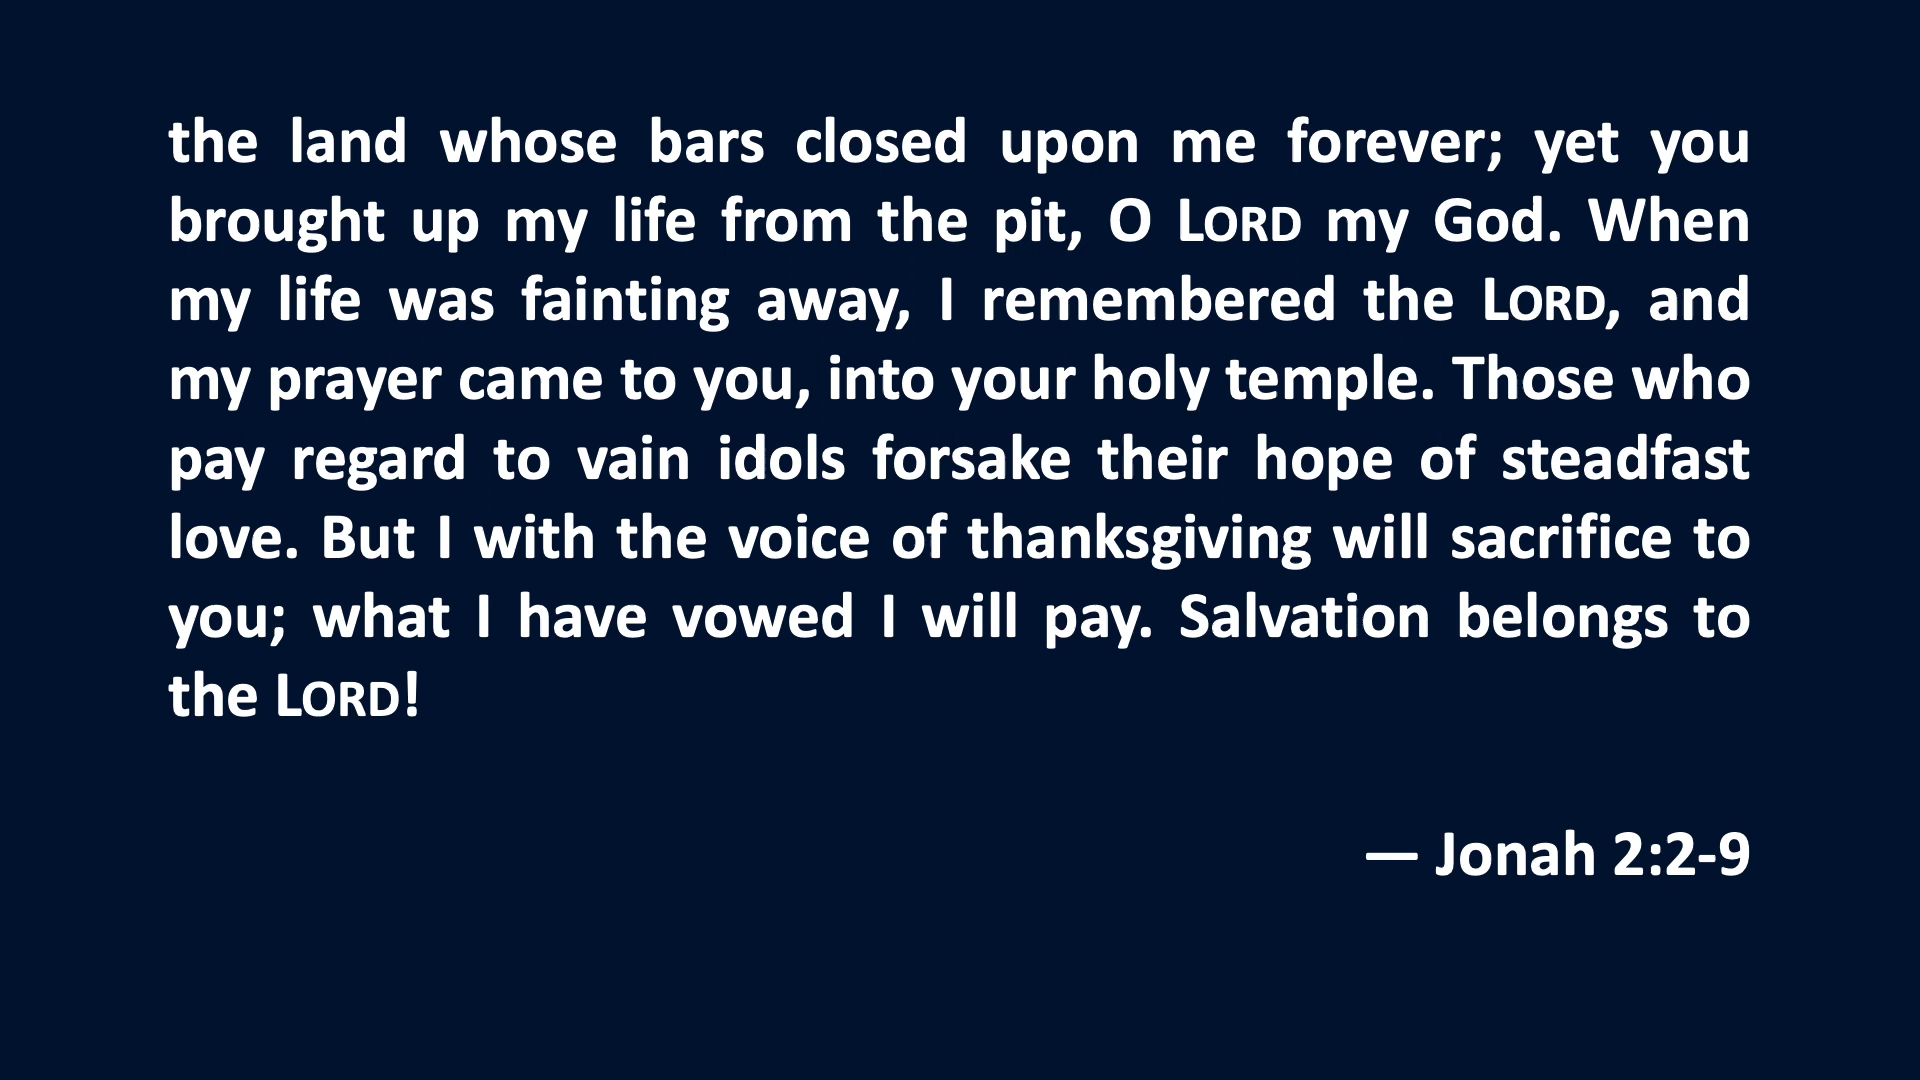 the land whose bars closed upon me forever; yet you
brought up my life from the pit, O LORD my God. When
my life was fainting away, I remembered the LORD, and
my prayer came to you, into your holy temple. Those who
pay regard to vain idols forsake their hope of steadfast
love. But I with the voice of thanksgiving will sacrifice to
you; what I have vowed I will pay. Salvation belongs to
the LORD!
— Jonah 2:2-9